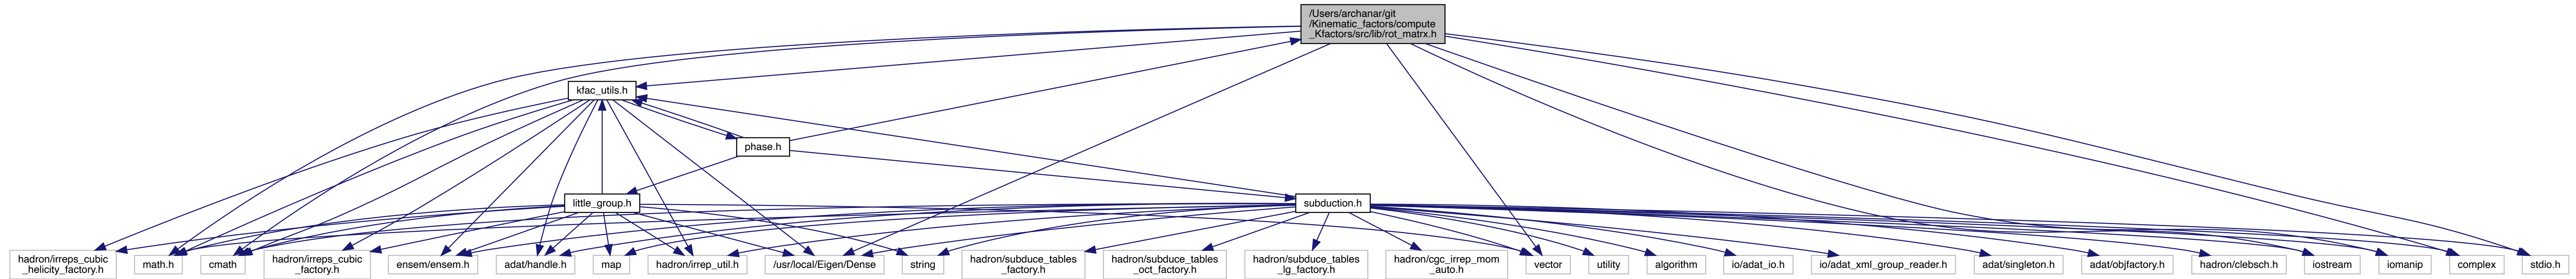 /Users/archanar/git
/Kinematic_factors/compute
_Kfactors/src/lib/rot_matrx.h
kfac_utils.h
phase.h
little_group.h
subduction.h
hadron/irreps_cubic
_helicity_factory.h
math.h
cmath
hadron/irreps_cubic
_factory.h
ensem/ensem.h
adat/handle.h
map
hadron/irrep_util.h
/usr/local/Eigen/Dense
string
hadron/subduce_tables
_factory.h
hadron/subduce_tables
_oct_factory.h
hadron/subduce_tables
_lg_factory.h
hadron/cgc_irrep_mom
_auto.h
vector
utility
algorithm
io/adat_io.h
io/adat_xml_group_reader.h
adat/singleton.h
adat/objfactory.h
hadron/clebsch.h
iostream
iomanip
complex
stdio.h